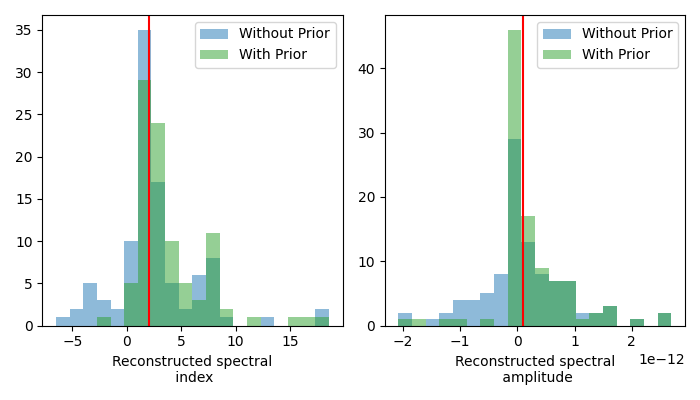 Without Prior
With Prior
35
30
25
20
15
10
5
0
−5
0
5
10
15
Reconstructed spectral
index
Without Prior
With Prior
40
30
20
10
0
−2
−1
0
1
2
1e−12
Reconstructed spectral
amplitude